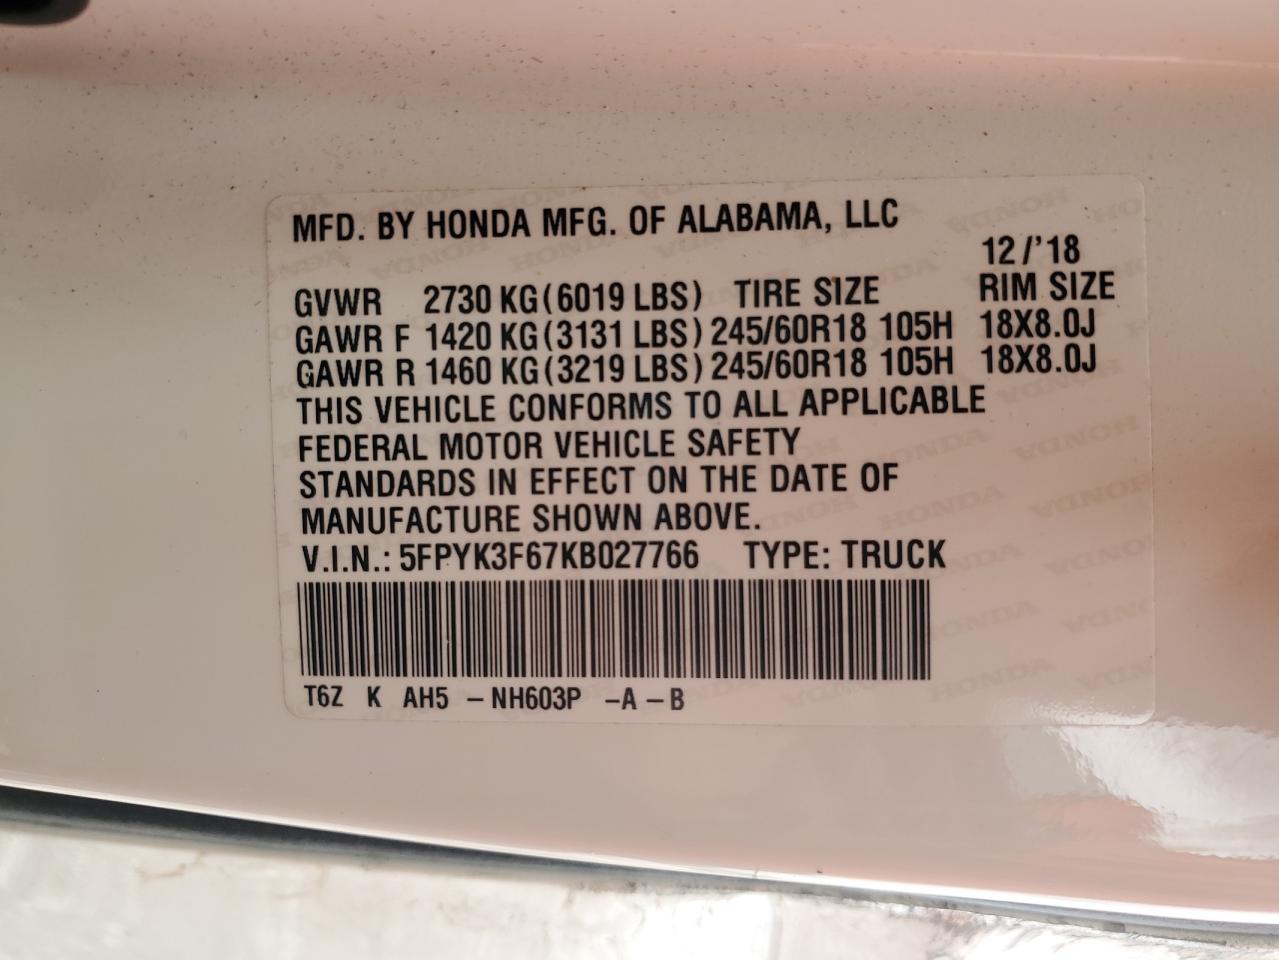 MFD. BY HONDA MFG. OF ALABAMA, LLC
12/'18
GVWR 2730 KG (6019 LBS) TIRE SIZE RIM SIZE
GAWR F 1420 KG (3131 LBS) 245/60R18 105H 18X8.0J
GAWR R 1460 KG (3219 LBS) 245/60R18 105H 18X8.0J
THIS VEHICLE CONFORMS TO ALL APPLICABLE
FEDERAL MOTOR VEHICLE SAFETY
STANDARDS IN EFFECT ON THE DATE OF
MANUFACTURE SHOWN ABOVE.
V.I.N.: 5FPYK3F67KB027766 TYPE: TRUCK
T6Z K AH5 – NH603P –A – B